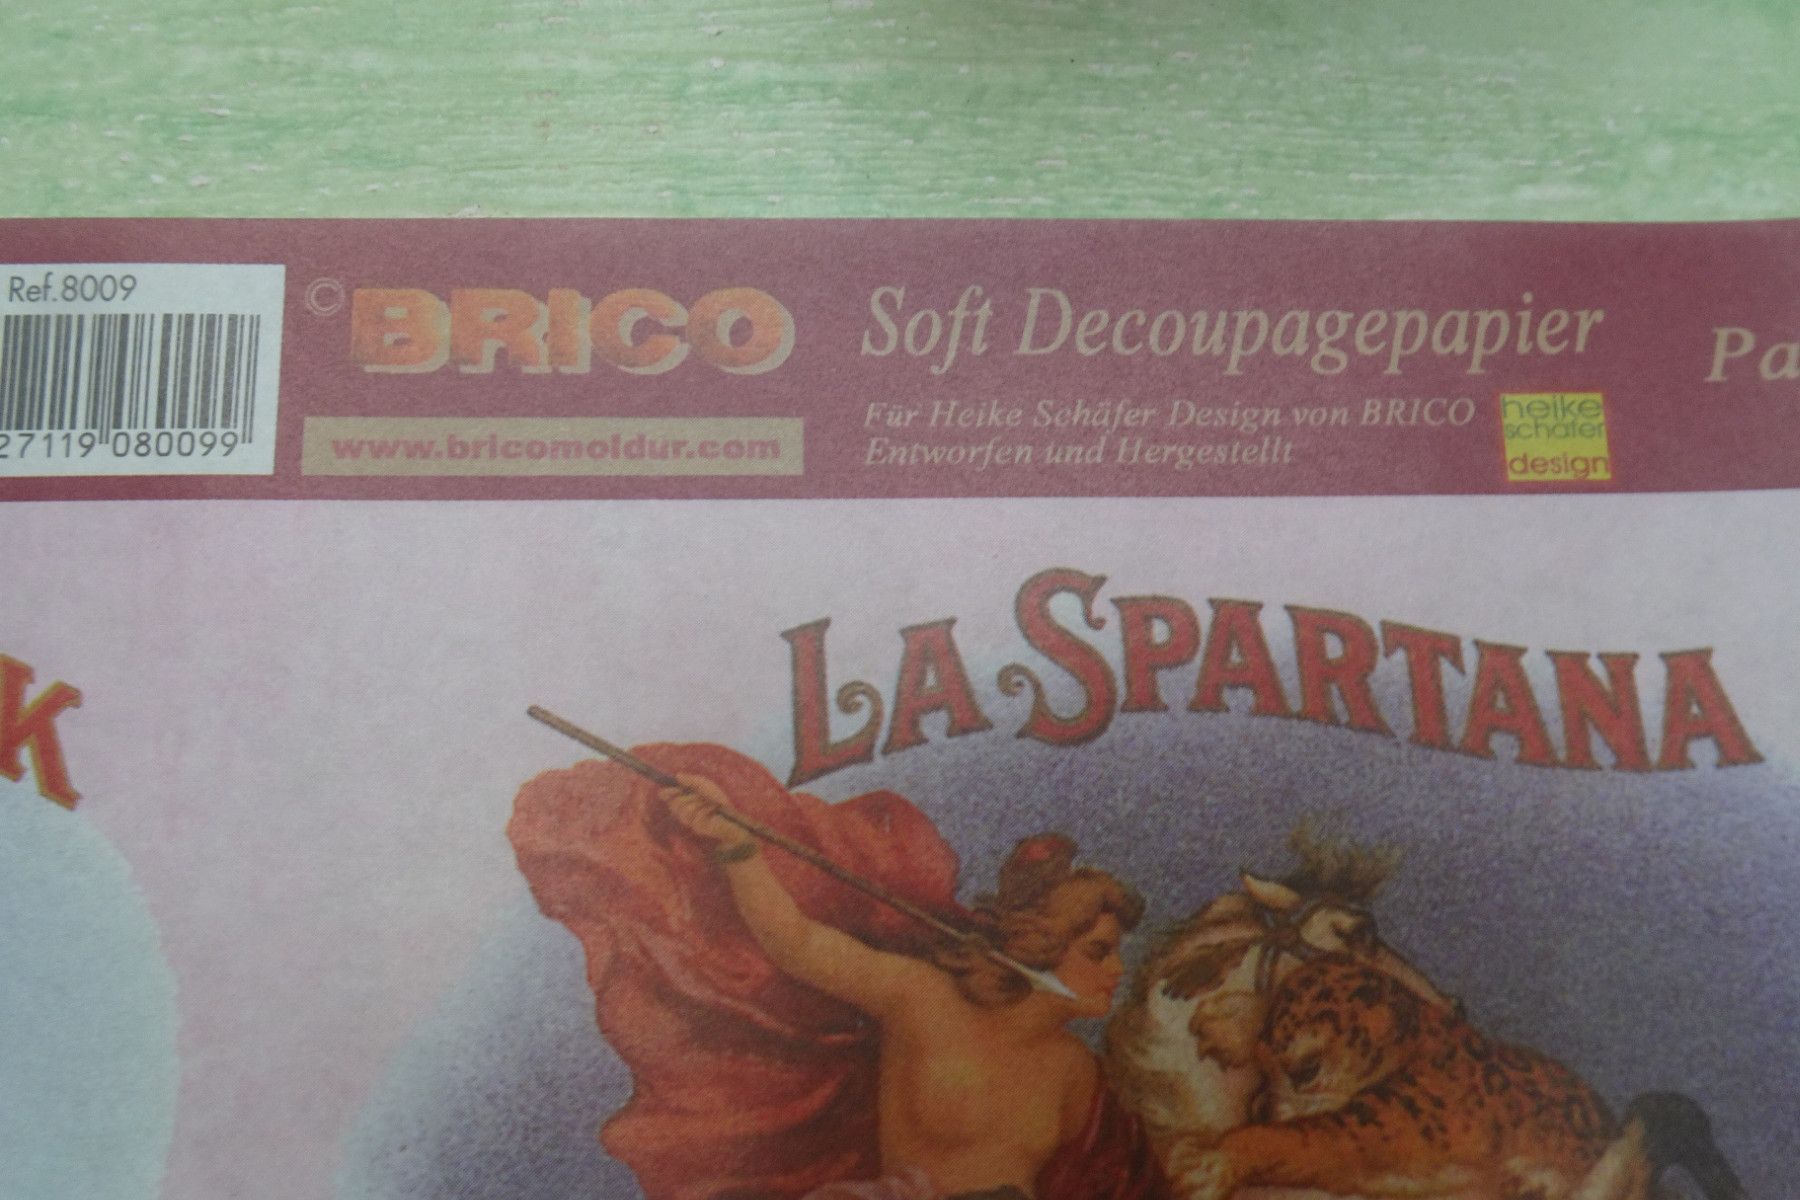 Ref.8009
27119 080099
© BRICO
www.bricomoldur.com
Soft Decoupagepapier
Für Heike Schäfer Design von BRICO
Entworfen und Hergestellt
heike
schäfer
design
Pa
K
LA SPARTANA